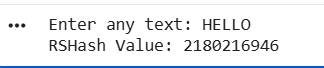 Enter any text: HELLO
RSHash Value: 2180216946